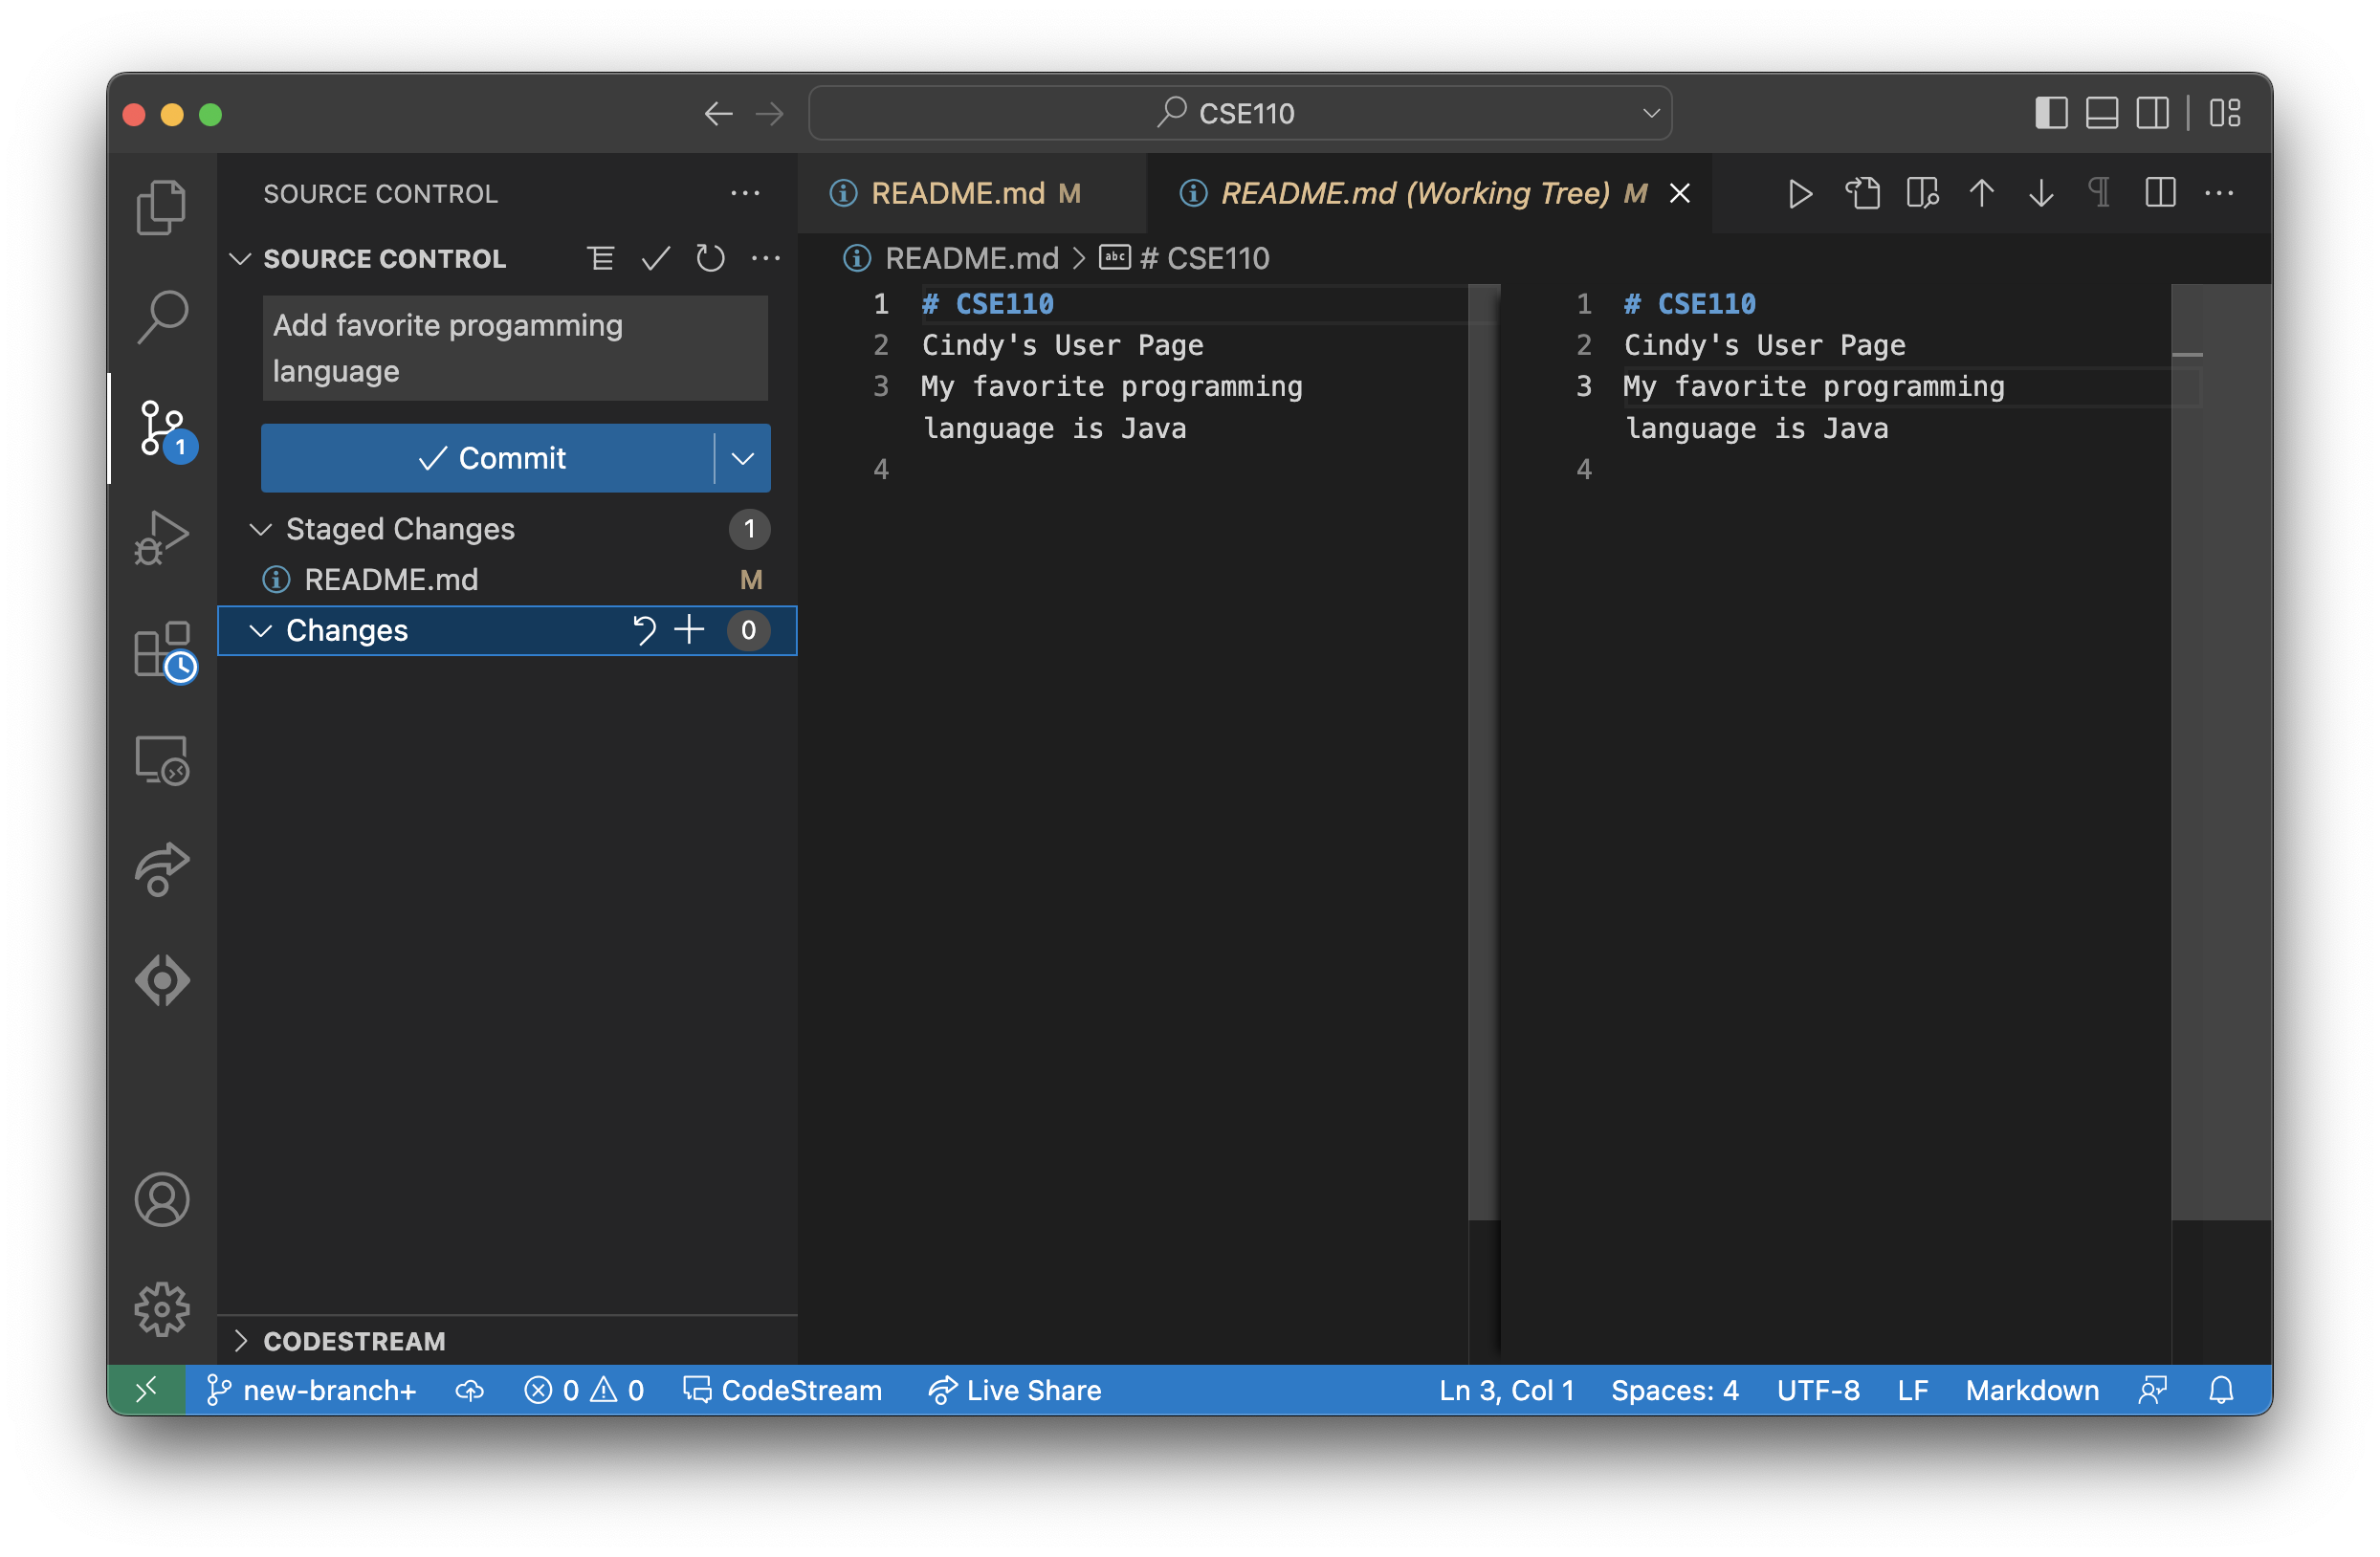 CSE110
SOURCE CONTROL
README.md M
README.md (Working Tree) M
SOURCE CONTROL
README.md > abc # CSE110
Add favorite progamming
language
Commit
Staged Changes 1
README.md M
Changes 0
1 # CSE110
2 Cindy's User Page
3 My favorite programming
language is Java
4
1 # CSE110
2 Cindy's User Page
3 My favorite programming
language is Java
4
1
CODESTREAM
new-branch+ 0 0 CodeStream Live Share Ln 3, Col 1 Spaces: 4 UTF-8 LF Markdown